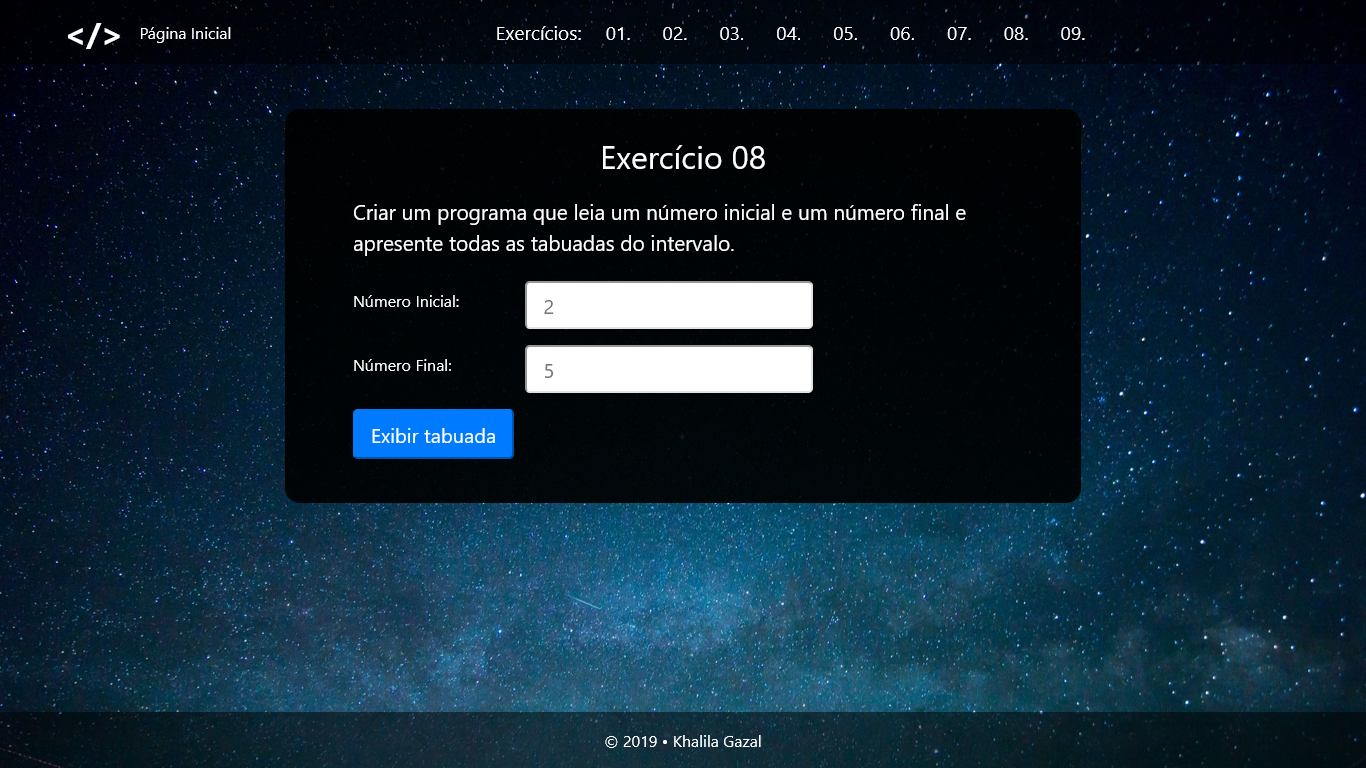 </> Página Inicial Exercícios: 01. 02. 03. 04. 05. 06. 07. 08. 09.
Exercício 08
Criar um programa que leia um número inicial e um número final e
apresente todas as tabuadas do intervalo.
Número Inicial: 2
Número Final: 5
Exibir tabuada
© 2019 • Khalila Gazal